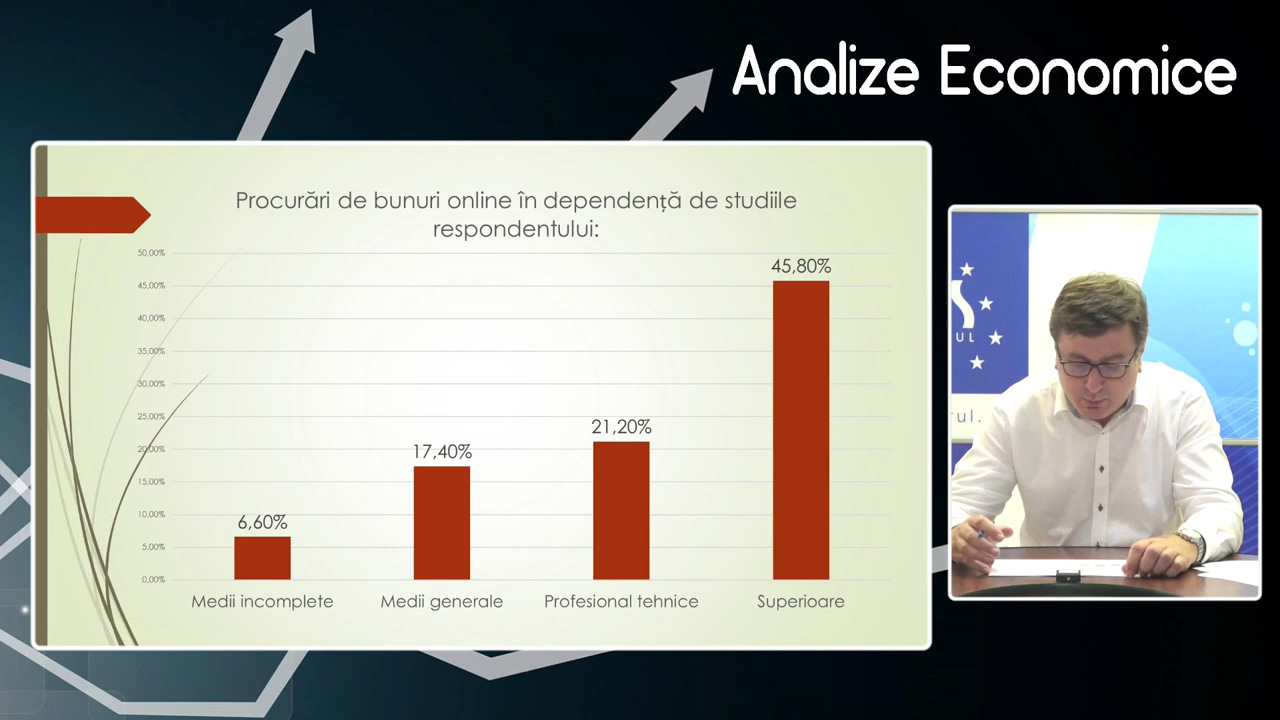 Analize Economice
Procurări de bunuri online în dependență de studiile
respondentului:
50,00%
45,00%
40,00%
35,00%
30,00%
25,00%
20,00%
15,00%
10,00%
5,00%
0,00%
6,60%
17,40%
21,20%
45,80%
Medii incomplete
Medii generale
Profesional tehnice
Superioare
UL
ul.